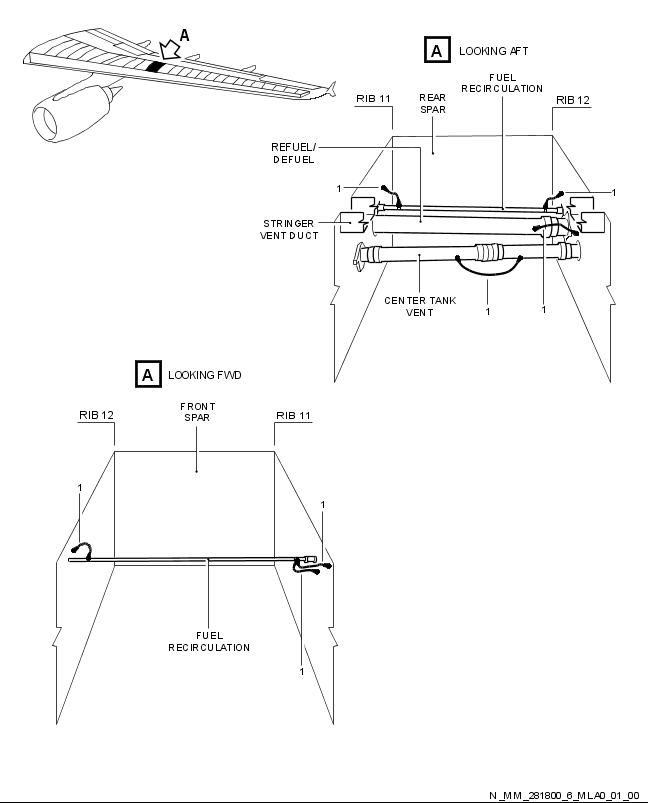 A
A LOOKING AFT
FUEL
RECIRCULATION
RIB 11
REAR
SPAR
RIB 12
REFUEL/
DEFUEL
1
1
STRINGER
VENT DUCT
CENTER TANK
VENT
1
1
A LOOKING FWD
RIB 12
FRONT
SPAR
RIB 11
1
1
FUEL
RECIRCULATION
1
N_MM_281800_6_MLA0_01_00